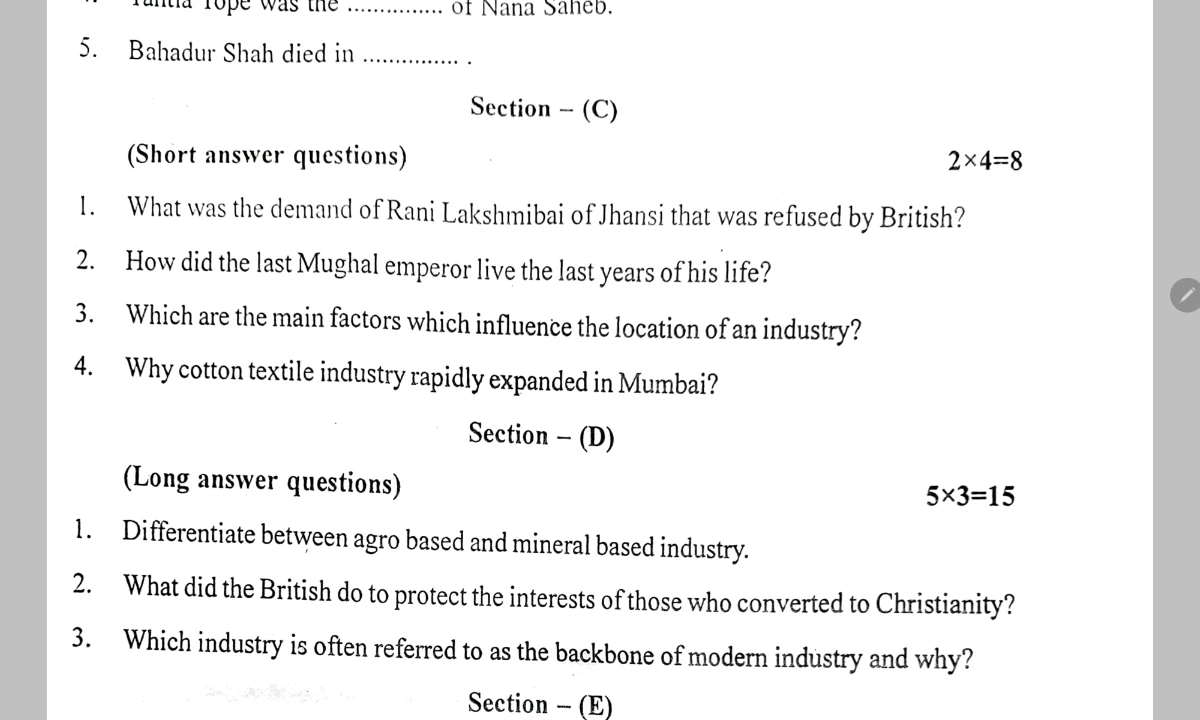 Tantia Tope was the ............... of Nana Saheb.
5. Bahadur Shah died in ............... .
Section – (C)
(Short answer questions) 2×4=8
1. What was the demand of Rani Lakshmibai of Jhansi that was refused by British?
2. How did the last Mughal emperor live the last years of his life?
3. Which are the main factors which influence the location of an industry?
4. Why cotton textile industry rapidly expanded in Mumbai?
Section – (D)
(Long answer questions) 5×3=15
1. Differentiate between agro based and mineral based industry.
2. What did the British do to protect the interests of those who converted to Christianity?
3. Which industry is often referred to as the backbone of modern industry and why?
Section – (E)